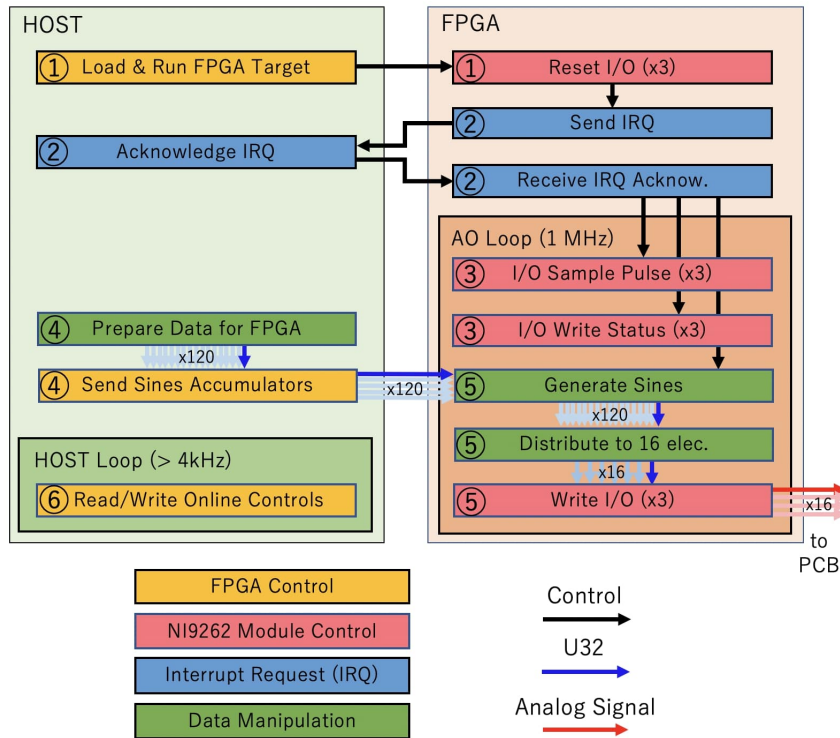 HOST
① Load & Run FPGA Target
② Acknowledge IRQ
④ Prepare Data for FPGA
x120
④ Send Sines Accumulators
x120
HOST Loop (> 4kHz)
⑥ Read/Write Online Controls
FPGA
① Reset I/O (x3)
② Send IRQ
② Receive IRQ Acknow.
AO Loop (1 MHz)
③ I/O Sample Pulse (x3)
③ I/O Write Status (x3)
⑤ Generate Sines
x120
⑤ Distribute to 16 elec.
x16
⑤ Write I/O (x3)
x16
to
PCB
FPGA Control
NI9262 Module Control
Interrupt Request (IRQ)
Data Manipulation
Control
U32
Analog Signal